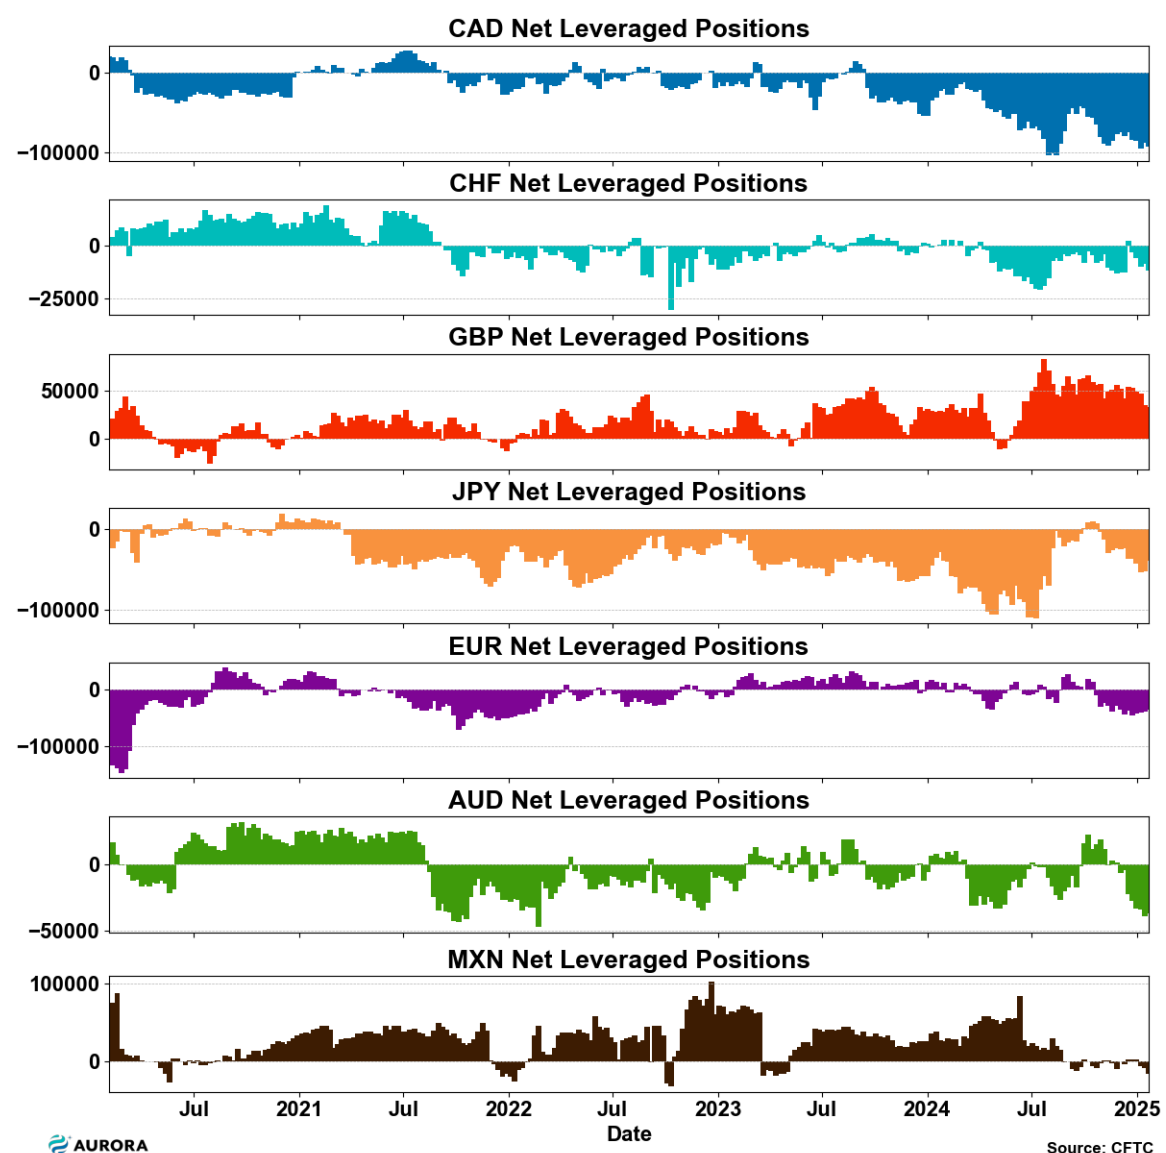 CAD Net Leveraged Positions
0
−100000
CHF Net Leveraged Positions
0
−25000
GBP Net Leveraged Positions
50000
0
JPY Net Leveraged Positions
0
−100000
EUR Net Leveraged Positions
0
−100000
AUD Net Leveraged Positions
0
−50000
MXN Net Leveraged Positions
100000
0
Jul 2021 Jul 2022 Jul 2023 Jul 2024 Jul 2025
Date
AURORA
Source: CFTC